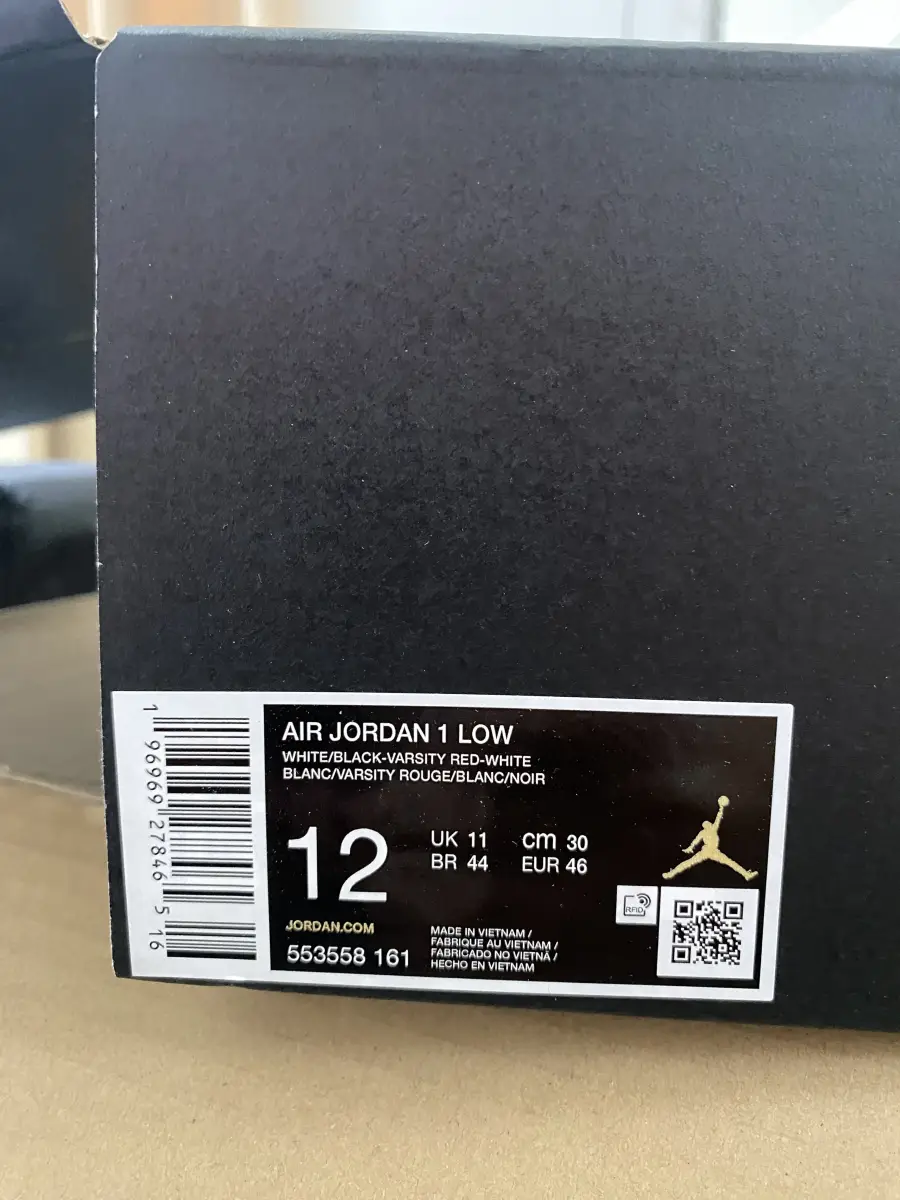 AIR JORDAN 1 LOW
WHITE/BLACK-VARSITY RED-WHITE
BLANC/VARSITY ROUGE/BLANC/NOIR
12
UK 11 cm 30
BR 44 EUR 46
RFID
JORDAN.COM
553558 161
MADE IN VIETNAM /
FABRIQUE AU VIETNAM /
FABRICADO NO VIETNÃ /
HECHO EN VIETNAM
1 96969 27846 5 16